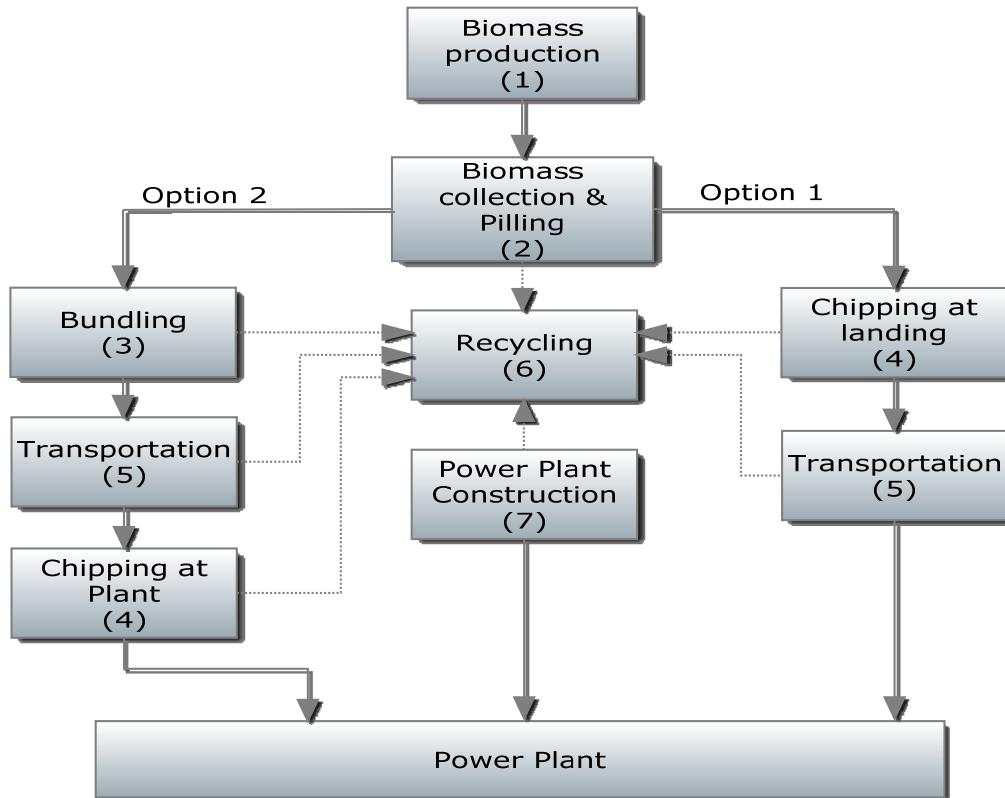 Biomass
production
(1)
Biomass
collection &
Pilling
(2)
Option 2
Option 1
Bundling
(3)
Recycling
(6)
Chipping at
landing
(4)
Transportation
(5)
Power Plant
Construction
(7)
Transportation
(5)
Chipping at
Plant
(4)
Power Plant